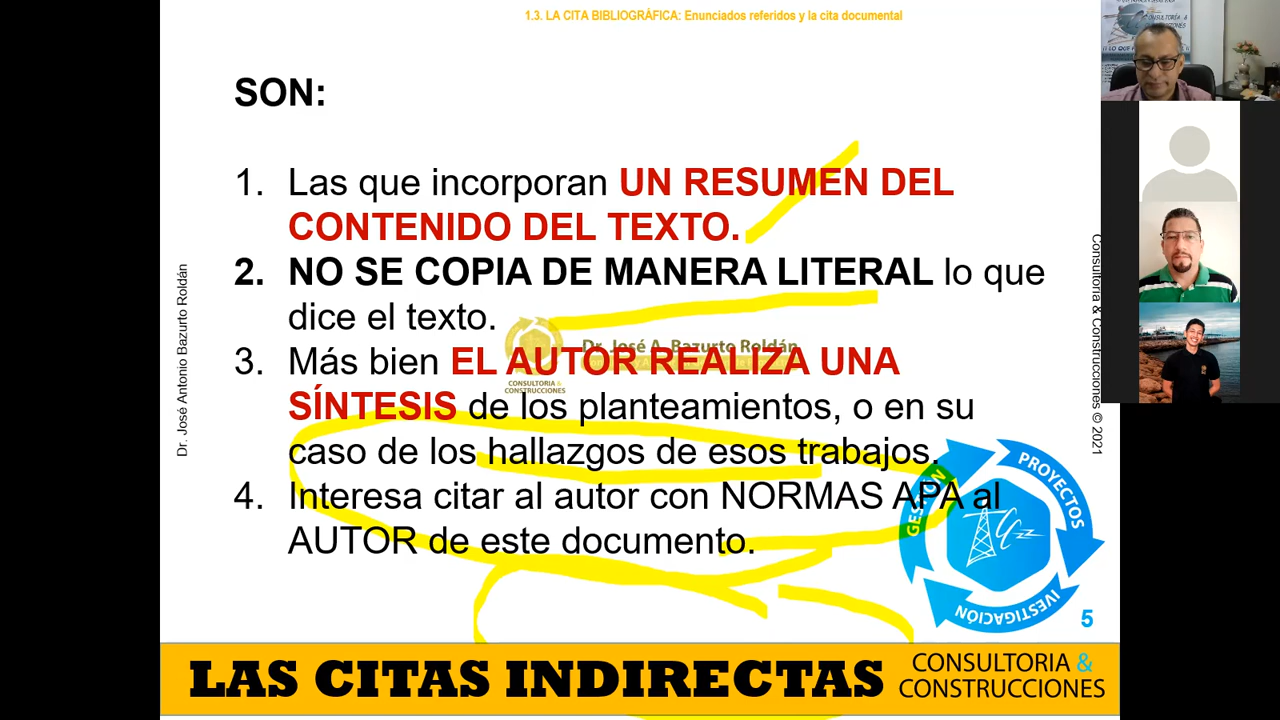 1.3. LA CITA BIBLIOGRÁFICA: Enunciados referidos y la cita documental
SON:
1. Las que incorporan UN RESUMEN DEL
CONTENIDO DEL TEXTO.
2. NO SE COPIA DE MANERA LITERAL lo que
dice el texto.
3. Más bien EL AUTOR REALIZA UNA
SÍNTESIS de los planteamientos, o en su
caso de los hallazgos de esos trabajos.
4. Interesa citar al autor con NORMAS APA al
AUTOR de este documento.
Dr. José Antonio Bazurto Roldán
Consultoria & Construcciones © 2021
Dr. José A. Bazurto Roldán
CONSULTORIA &
CONSTRUCCIONES
GESTIÓN
PROYECTOS
IVESTIGACIÓN
5
LAS CITAS INDIRECTAS
CONSULTORIA &
CONSTRUCCIONES